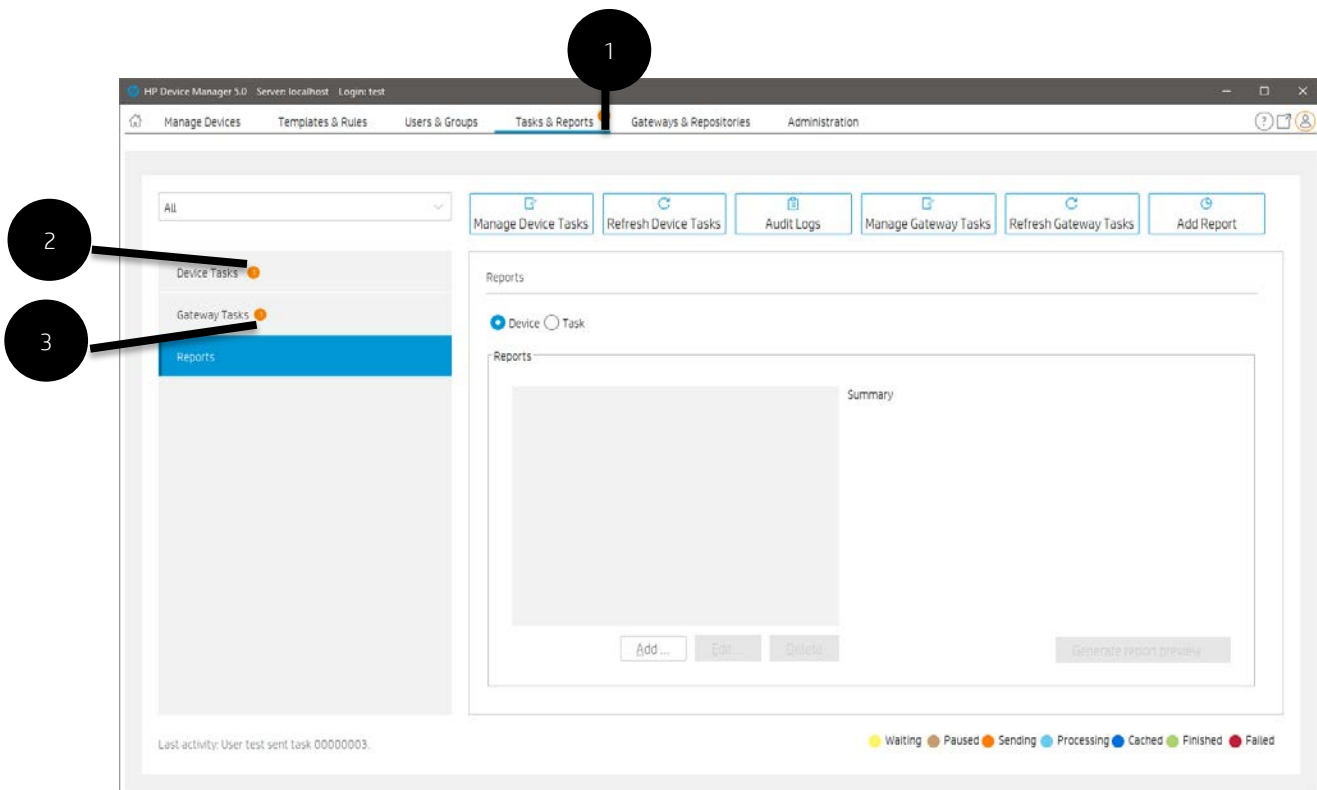 1
HP Device Manager 5.0 Server: localhost Login: test
Manage Devices Templates & Rules Users & Groups Tasks & Reports Gateways & Repositories Administration
All
Manage Device Tasks Refresh Device Tasks Audit Logs Manage Gateway Tasks Refresh Gateway Tasks Add Report
2
Device Tasks
Reports
Gateway Tasks
Device Task
3
Reports
Reports
Summary
Add ... Edit ... Delete Generate report preview
Last activity: User test sent task 00000003.
Waiting Paused Sending Processing Cached Finished Failed